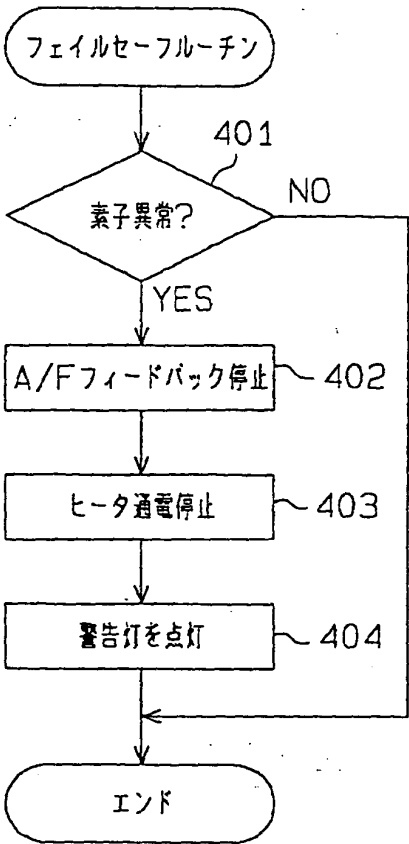 フェイルセーフルーチン
401
素子異常?
NO
YES
A/Fフィードバック停止
402
ヒータ通電停止
403
警告灯を点灯
404
エンド